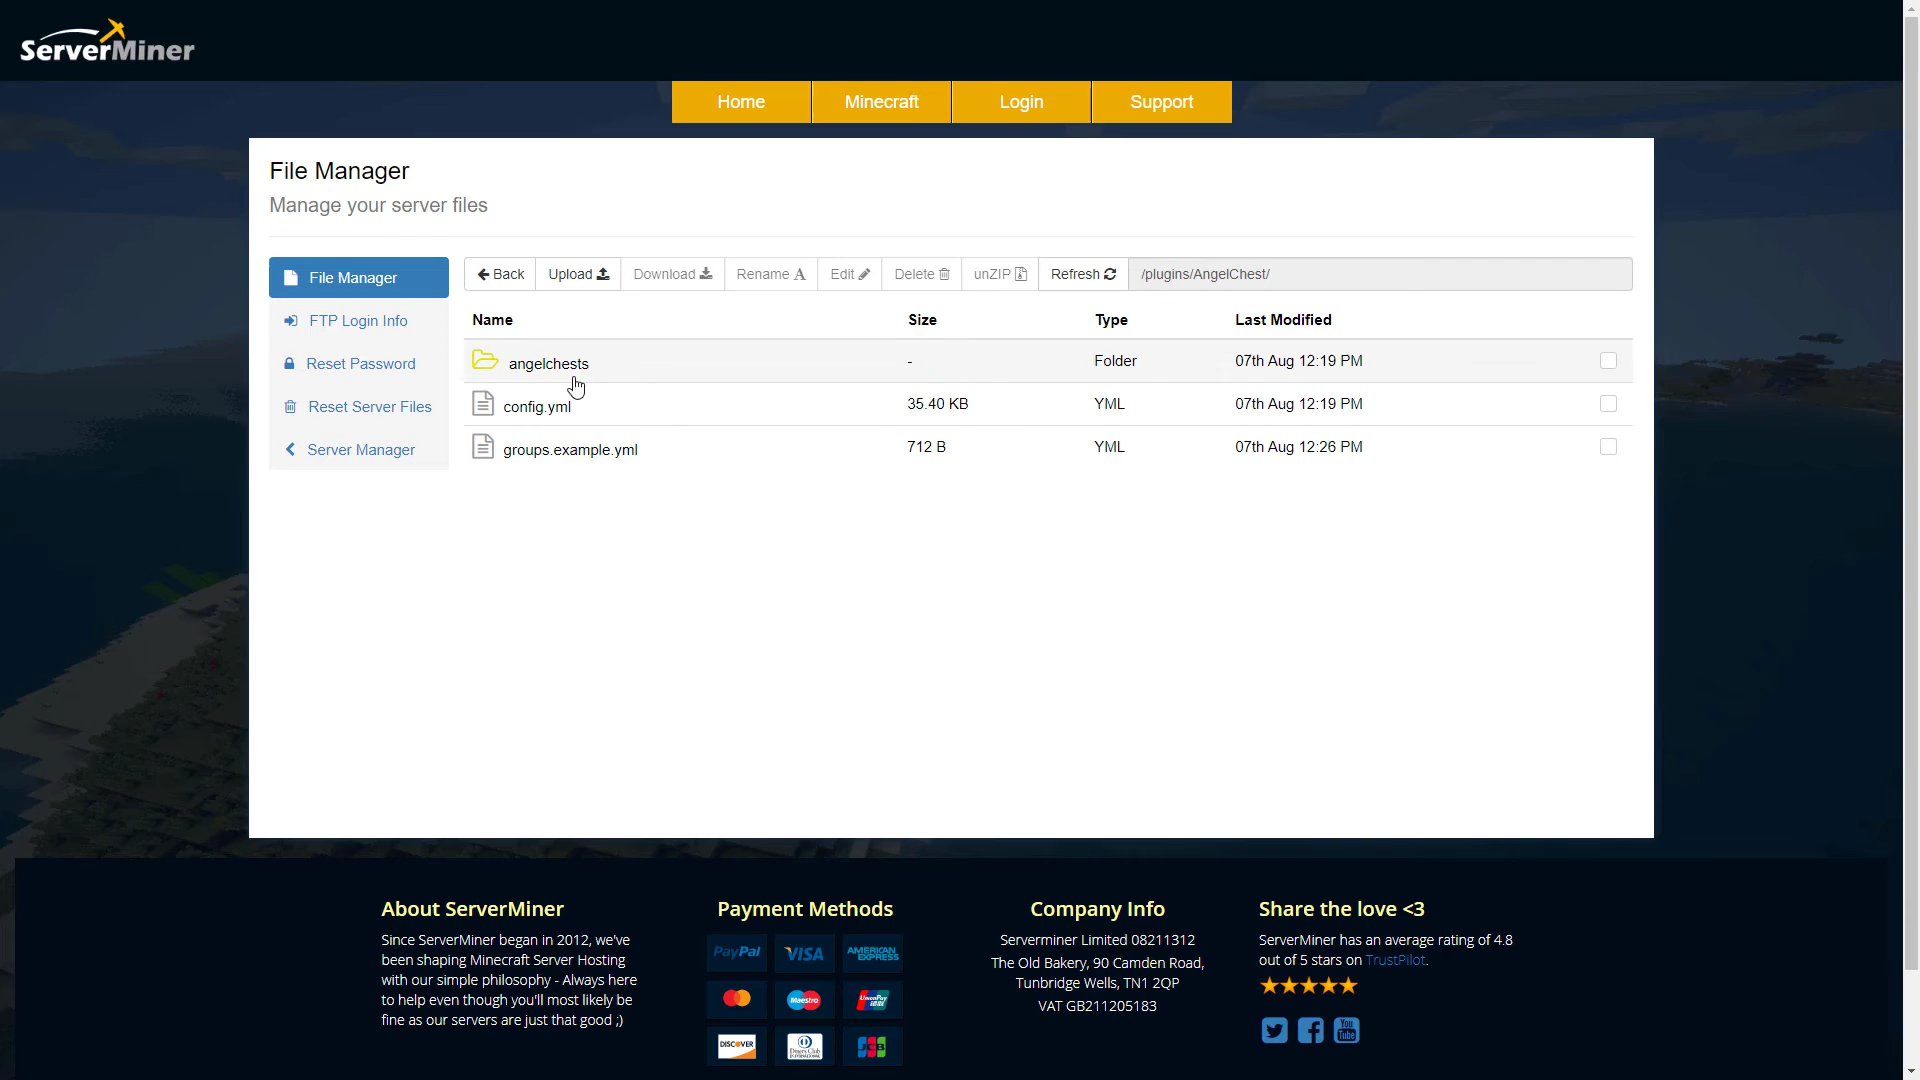 ServerMiner
Home
Minecraft
Login
Support
File Manager
Manage your server files
File Manager
FTP Login Info
Reset Password
Reset Server Files
Server Manager
Back
Upload
Download
Rename
Edit
Delete
unZIP
Refresh
/plugins/AngelChest/
Name
Size
Type
Last Modified
angelchests
-
Folder
07th Aug 12:19 PM
config.yml
35.40 KB
YML
07th Aug 12:19 PM
groups.example.yml
712 B
YML
07th Aug 12:26 PM
About ServerMiner
Since ServerMiner began in 2012, we've
been shaping Minecraft Server Hosting
with our simple philosophy - Always here
to help even though you'll most likely be
fine as our servers are just that good ;)
Payment Methods
PayPal
VISA
AMERICAN
EXPRESS
Maestro
UnionPay
DISCOVER
Diners Club
INTERNATIONAL
JCB
Company Info
Serverminer Limited 08211312
The Old Bakery, 90 Camden Road,
Tunbridge Wells, TN1 2QP
VAT GB211205183
Share the love <3
ServerMiner has an average rating of 4.8
out of 5 stars on TrustPilot.
You
Tube